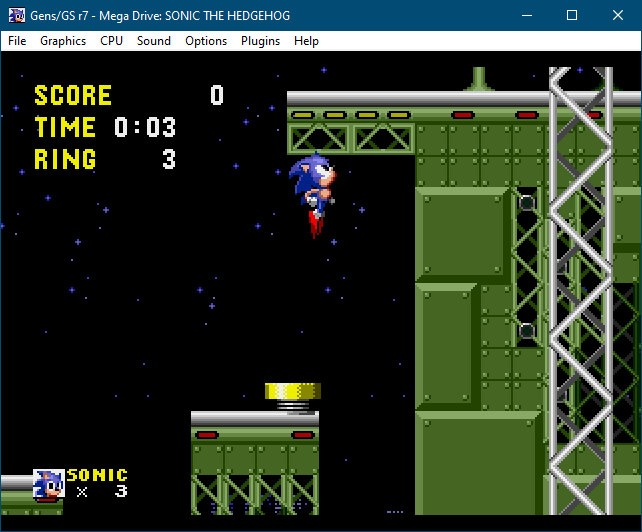 Gens/GS r7 - Mega Drive: SONIC THE HEDGEHOG
File Graphics CPU Sound Options Plugins Help
SCORE 0
TIME 0:03
RING 3
SONIC
× 3